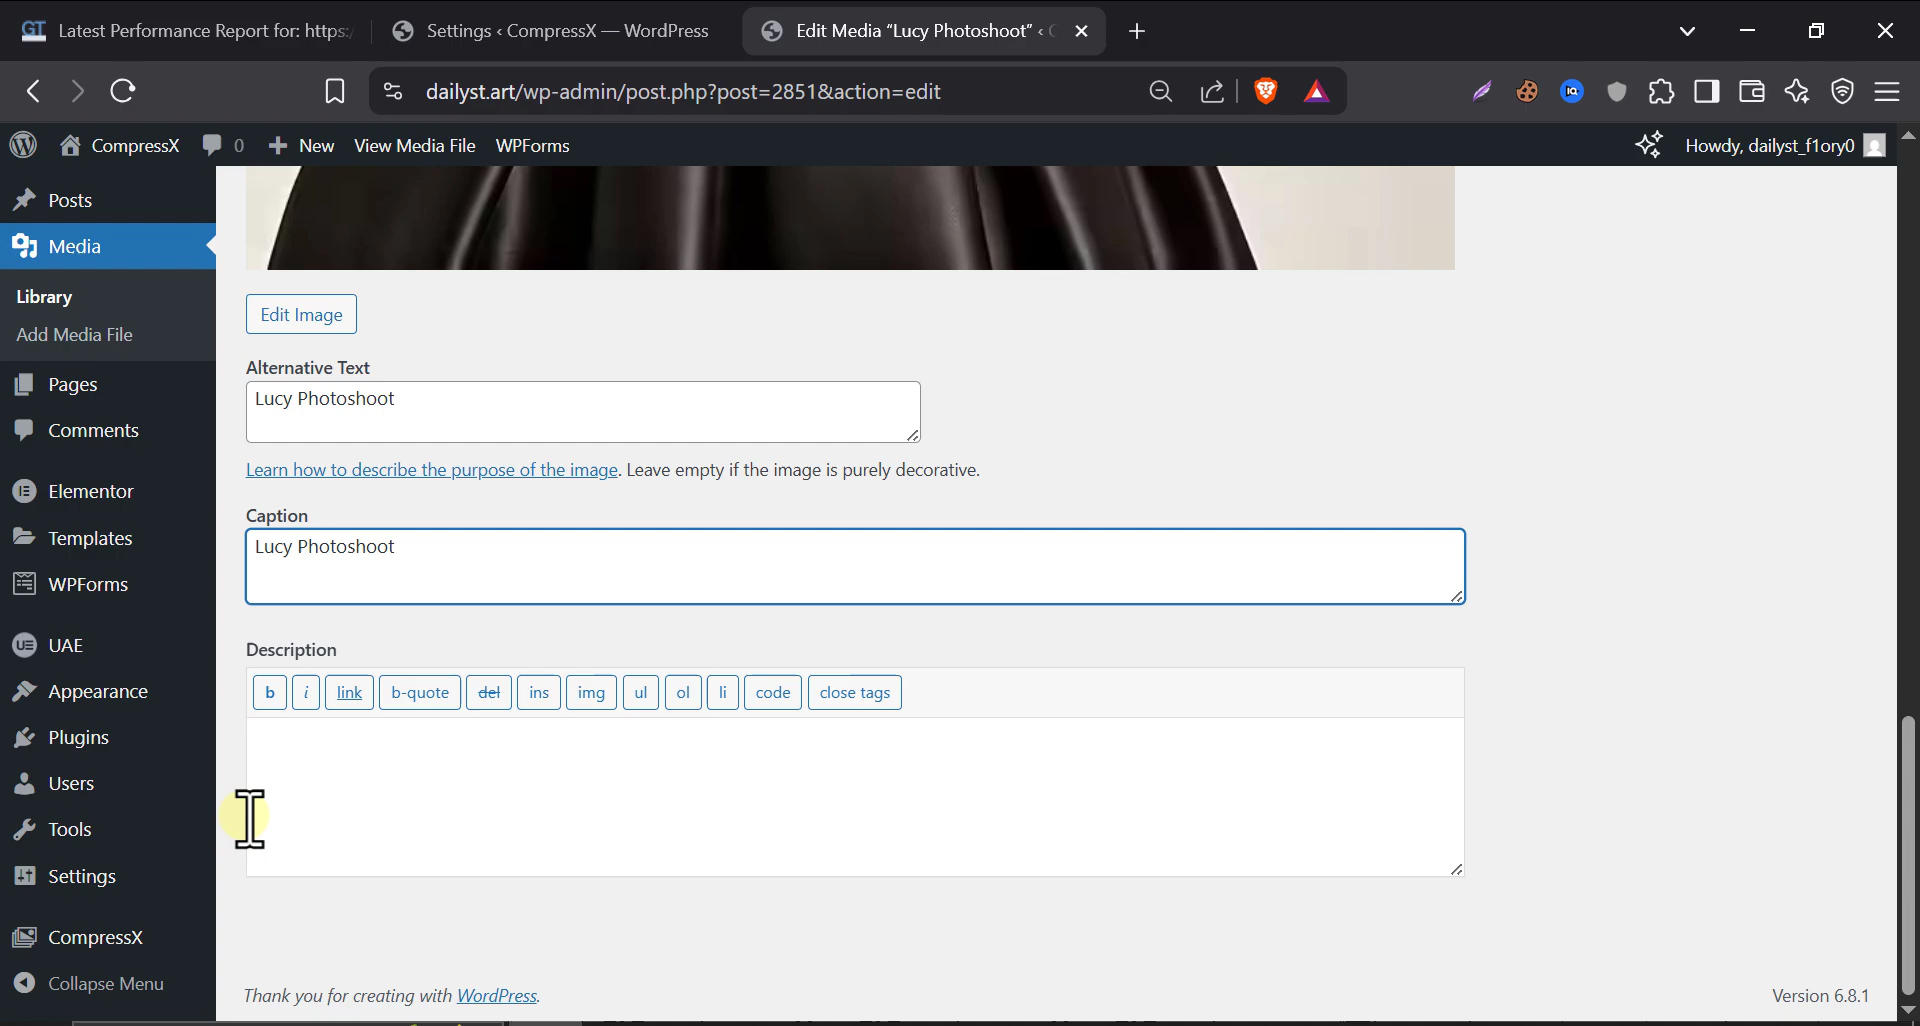 GT Latest Performance Report for: https:/
Settings ‹ CompressX — WordPress
Edit Media “Lucy Photoshoot” ‹ C
dailyst.art/wp-admin/post.php?post=2851&action=edit
CompressX 0 New View Media File WPForms
Howdy, dailyst_f1ory0
Posts
Media
Library
Add Media File
Pages
Comments
Elementor
Templates
WPForms
UAE
Appearance
Plugins
Users
Tools
Settings
CompressX
Collapse Menu
Edit Image
Alternative Text
Lucy Photoshoot
Learn how to describe the purpose of the image. Leave empty if the image is purely decorative.
Caption
Lucy Photoshoot
Description
b i link b-quote del ins img ul ol li code close tags
Thank you for creating with WordPress.
Version 6.8.1